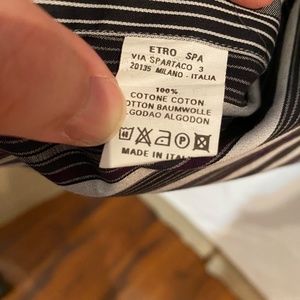 ETRO SPA
VIA SPARTACO 3
20135 MILANO - ITALIA
100%
COTONE COTON
COTTON BAUMWOLLE
ALGODAO ALGODON
MADE IN ITALY